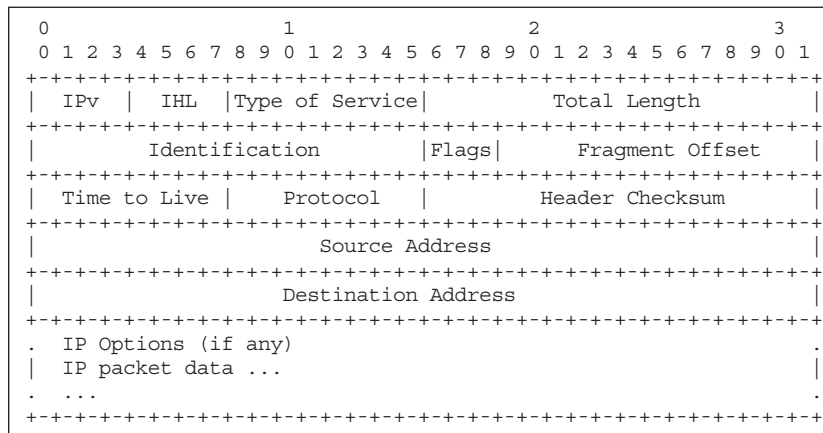 0                   1                   2                   3
 0 1 2 3 4 5 6 7 8 9 0 1 2 3 4 5 6 7 8 9 0 1 2 3 4 5 6 7 8 9 0 1
+-+-+-+-+-+-+-+-+-+-+-+-+-+-+-+-+-+-+-+-+-+-+-+-+-+-+-+-+-+-+-+-+
|  IPv  |  IHL  |Type of Service|          Total Length         |
+-+-+-+-+-+-+-+-+-+-+-+-+-+-+-+-+-+-+-+-+-+-+-+-+-+-+-+-+-+-+-+-+
|         Identification        |Flags|      Fragment Offset    |
+-+-+-+-+-+-+-+-+-+-+-+-+-+-+-+-+-+-+-+-+-+-+-+-+-+-+-+-+-+-+-+-+
|  Time to Live |    Protocol   |         Header Checksum       |
+-+-+-+-+-+-+-+-+-+-+-+-+-+-+-+-+-+-+-+-+-+-+-+-+-+-+-+-+-+-+-+-+
|                       Source Address                          |
+-+-+-+-+-+-+-+-+-+-+-+-+-+-+-+-+-+-+-+-+-+-+-+-+-+-+-+-+-+-+-+-+
|                    Destination Address                        |
+-+-+-+-+-+-+-+-+-+-+-+-+-+-+-+-+-+-+-+-+-+-+-+-+-+-+-+-+-+-+-+-+
.  IP Options (if any)                                          .
|  IP packet data ...                                           |
.  ...                                                          .
+-+-+-+-+-+-+-+-+-+-+-+-+-+-+-+-+-+-+-+-+-+-+-+-+-+-+-+-+-+-+-+-+